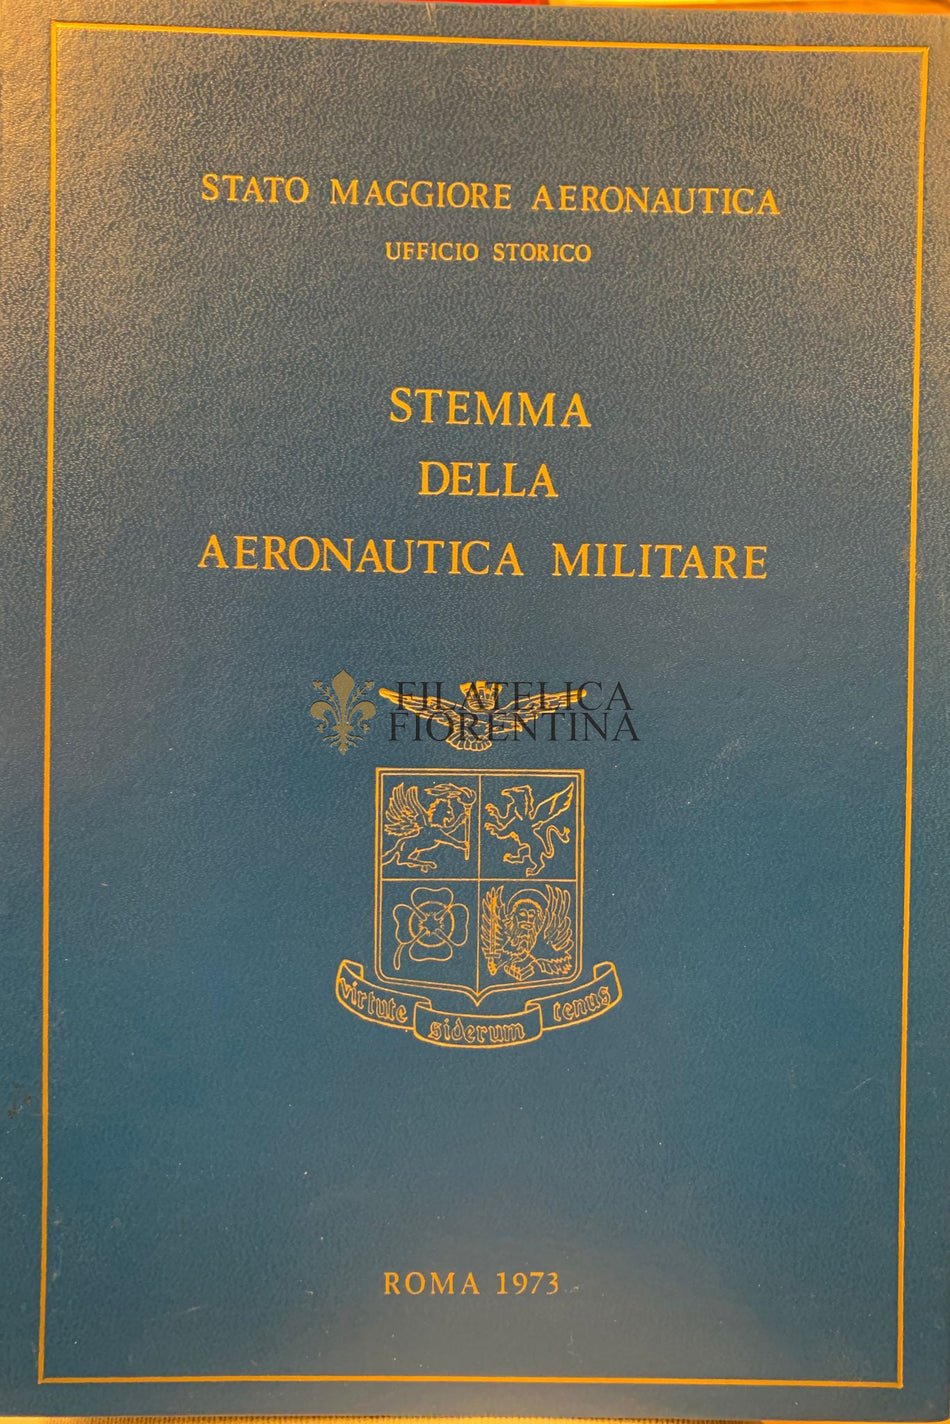 STATO MAGGIORE AERONAUTICA
UFFICIO STORICO
STEMMA
DELLA
AERONAUTICA MILITARE
FILATELICA
FIORENTINA
virtute siderum tenus
ROMA 1973